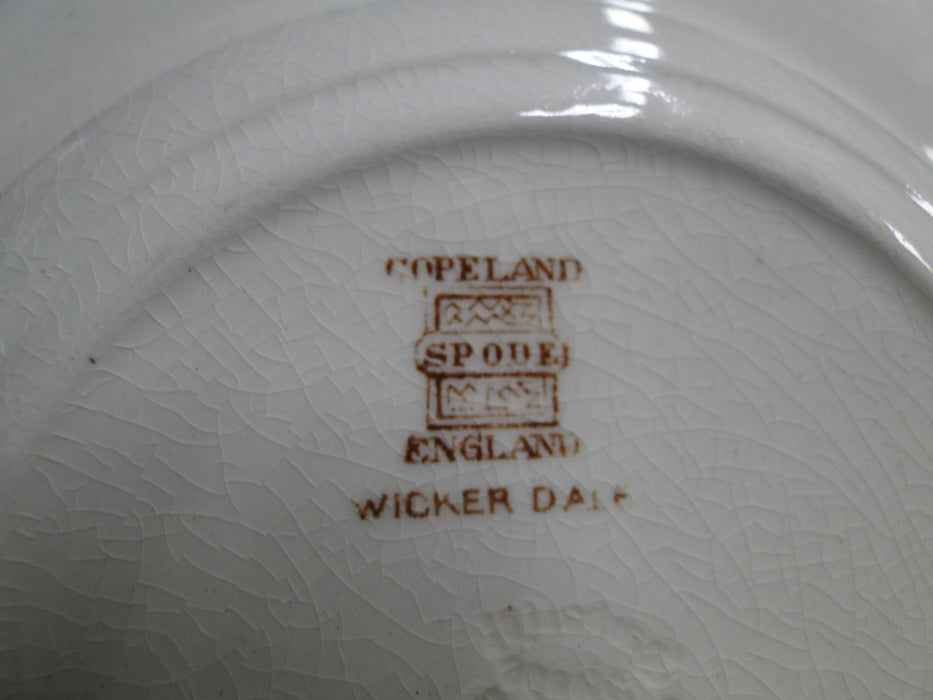 COPELAND
SPODE
ENGLAND
WICKER DALE